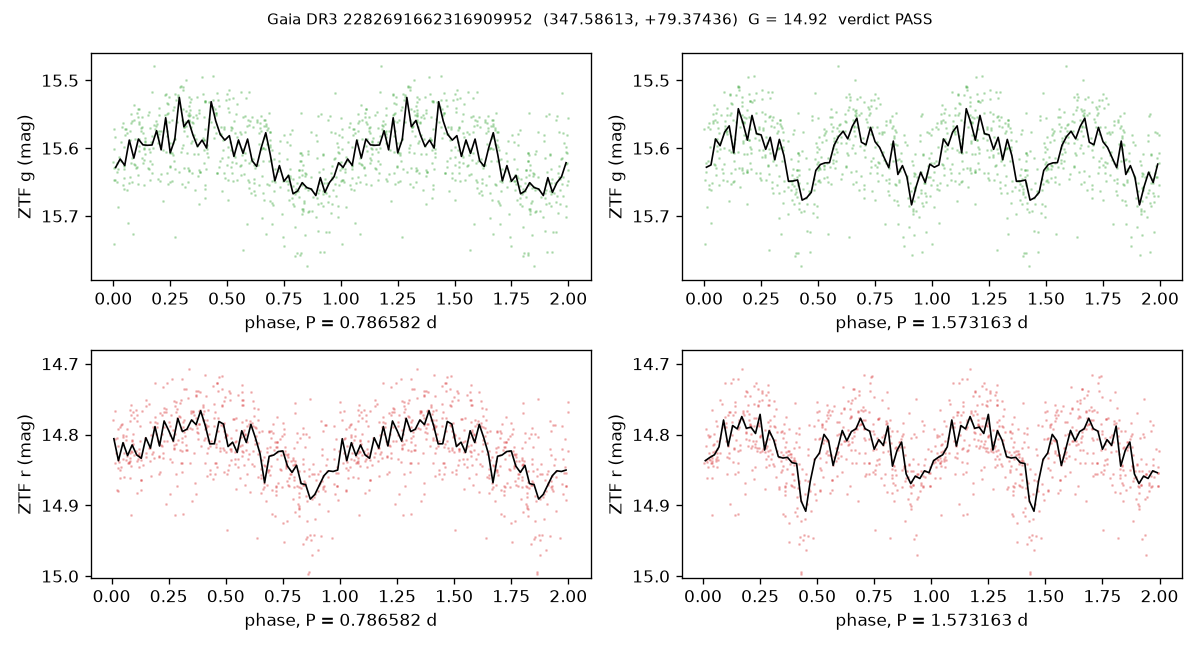 Gaia DR3 2282691662316909952  (347.58613, +79.37436)  G = 14.92  verdict PASS
ZTF g (mag)
15.5
15.6
15.7
0.00 0.25 0.50 0.75 1.00 1.25 1.50 1.75 2.00
phase, P = 0.786582 d
ZTF g (mag)
15.5
15.6
15.7
0.00 0.25 0.50 0.75 1.00 1.25 1.50 1.75 2.00
phase, P = 1.573163 d
ZTF r (mag)
14.7
14.8
14.9
15.0
0.00 0.25 0.50 0.75 1.00 1.25 1.50 1.75 2.00
phase, P = 0.786582 d
ZTF r (mag)
14.7
14.8
14.9
15.0
0.00 0.25 0.50 0.75 1.00 1.25 1.50 1.75 2.00
phase, P = 1.573163 d